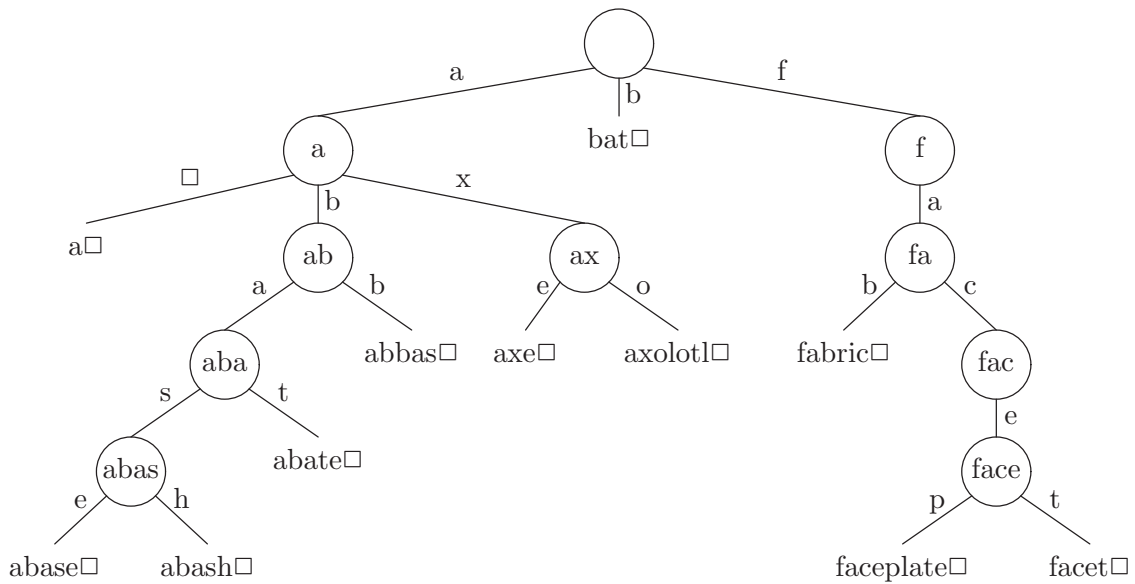 a f
b
bat□
a f
□ x
b a
a□ ab ax fa
a b e o b c
aba abbas□ axe□ axolotl□ fabric□ fac
s t e
abas abate□ face
e h p t
abase□ abash□ faceplate□ facet□